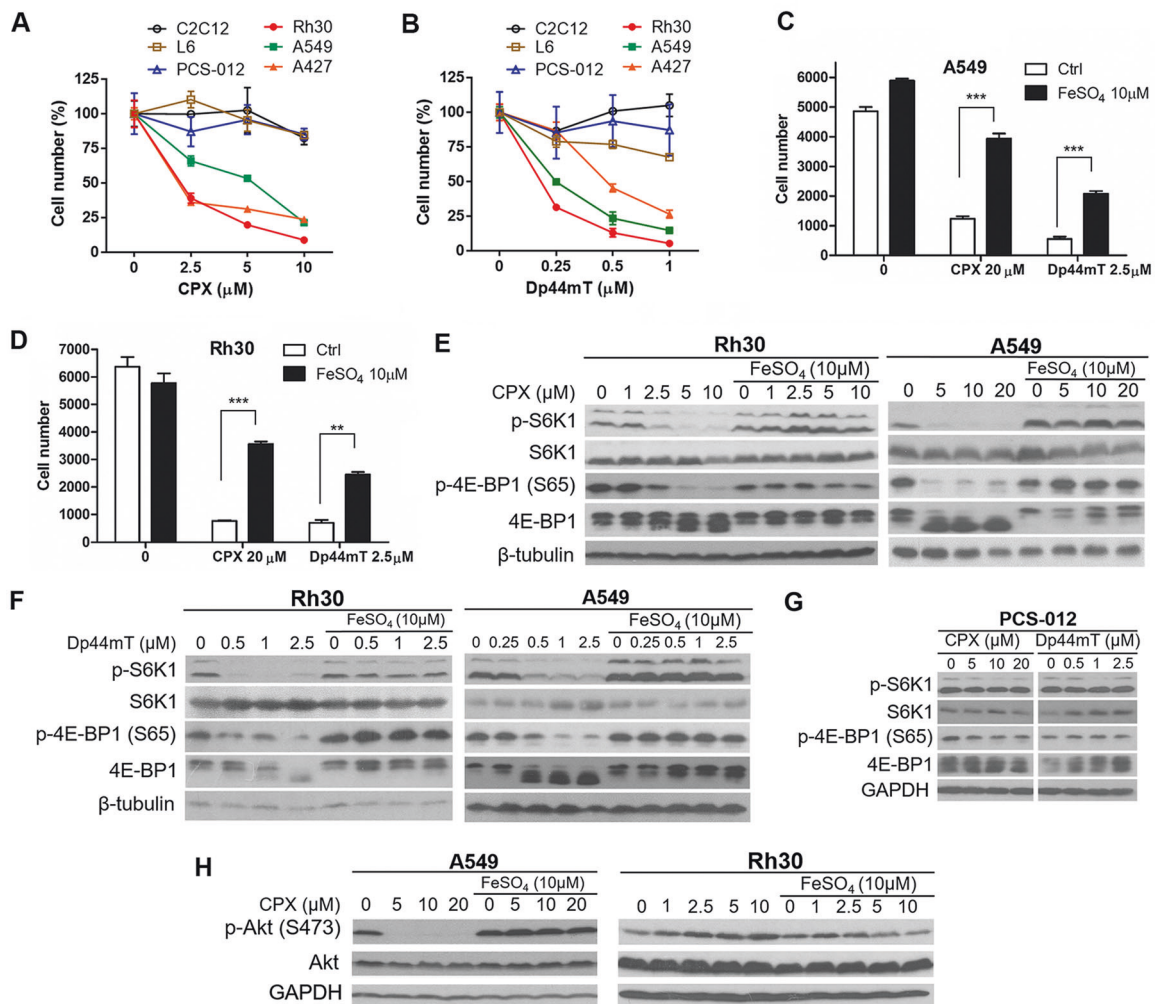 A
C2C12
L6
PCS-012
Rh30
A549
A427
Cell number (%)
125
100
75
50
25
0
0 2.5 5 10
CPX (μM)
B
C2C12
L6
PCS-012
Rh30
A549
A427
Cell number (%)
125
100
75
50
25
0
0 0.25 0.5 1
Dp44mT (μM)
C
A549
Ctrl
FeSO₄ 10μM
Cell number
6000
5000
4000
3000
2000
1000
0
***
***
0 CPX 20 μM Dp44mT 2.5μM
D
Rh30
Ctrl
FeSO₄ 10μM
Cell number
7000
6000
5000
4000
3000
2000
1000
0
***
**
0 CPX 20 μM Dp44mT 2.5μM
E
Rh30 A549
FeSO₄ (10μM) FeSO₄ (10μM)
CPX (μM) 0 1 2.5 5 10 0 1 2.5 5 10 0 5 10 20 0 5 10 20
p-S6K1
S6K1
p-4E-BP1 (S65)
4E-BP1
β-tubulin
F
Rh30 A549
FeSO₄ (10μM) FeSO₄ (10μM)
Dp44mT (μM) 0 0.5 1 2.5 0 0.5 1 2.5 0 0.25 0.5 1 2.5 0 0.25 0.5 1 2.5
p-S6K1
S6K1
p-4E-BP1 (S65)
4E-BP1
β-tubulin
G
PCS-012
CPX (μM) Dp44mT (μM)
0 5 10 20 0 0.5 1 2.5
p-S6K1
S6K1
p-4E-BP1 (S65)
4E-BP1
GAPDH
H
A549 Rh30
FeSO₄ (10μM) FeSO₄ (10μM)
CPX (μM) 0 5 10 20 0 5 10 20 0 1 2.5 5 10 0 1 2.5 5 10
p-Akt (S473)
Akt
GAPDH